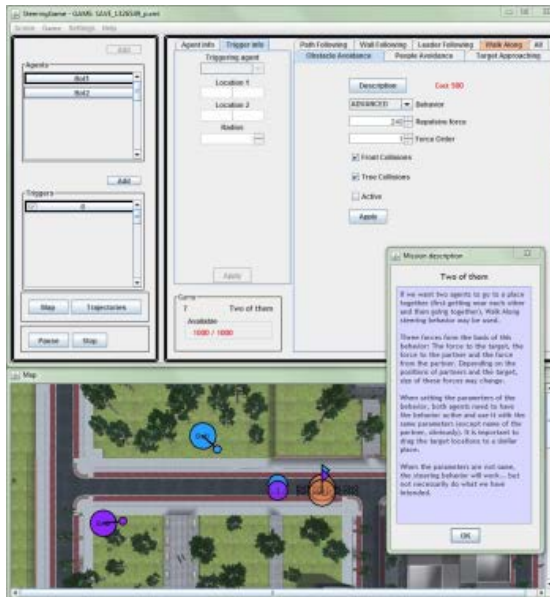 SteeringGame - GAME: SAVE_1328589_point
Scene Game Settings Help
Add
Agents
Bot1
Bot2
Add
Triggers
0
Map
Trajectories
Pause
Stop
Agent info
Trigger info
Triggering agent
Location 1
Location 2
Radius
Apply
Game
7
Two of them
Available
1000 / 1000
Path Following
Wall Following
Leader Following
Walk Along
All
Obstacle Avoidance
People Avoidance
Target Approaching
Description
Cost: 500
ADVANCED
Behavior
240
Repulsive force
1
Force Order
Front Collisions
Tree Collisions
Active
Apply
Mission description
Two of them
If we want two agents to go to a place
together (first getting near each other
and then going together), Walk Along
steering behavior may be used.
Three forces form the basis of this
behavior: The force to the target, the
force to the partner and the force
from the partner. Depending on the
positions of partners and the target,
size of these forces may change.
When setting the parameters of the
behavior, both agents need to have
the behavior active and use it with the
same parameters (except name of the
partner, obviously). It is important to
drag the target locations to a similar
place.
When the parameters are not same,
the steering behavior will work... but
not necessarily do what we have
intended.
OK
Map